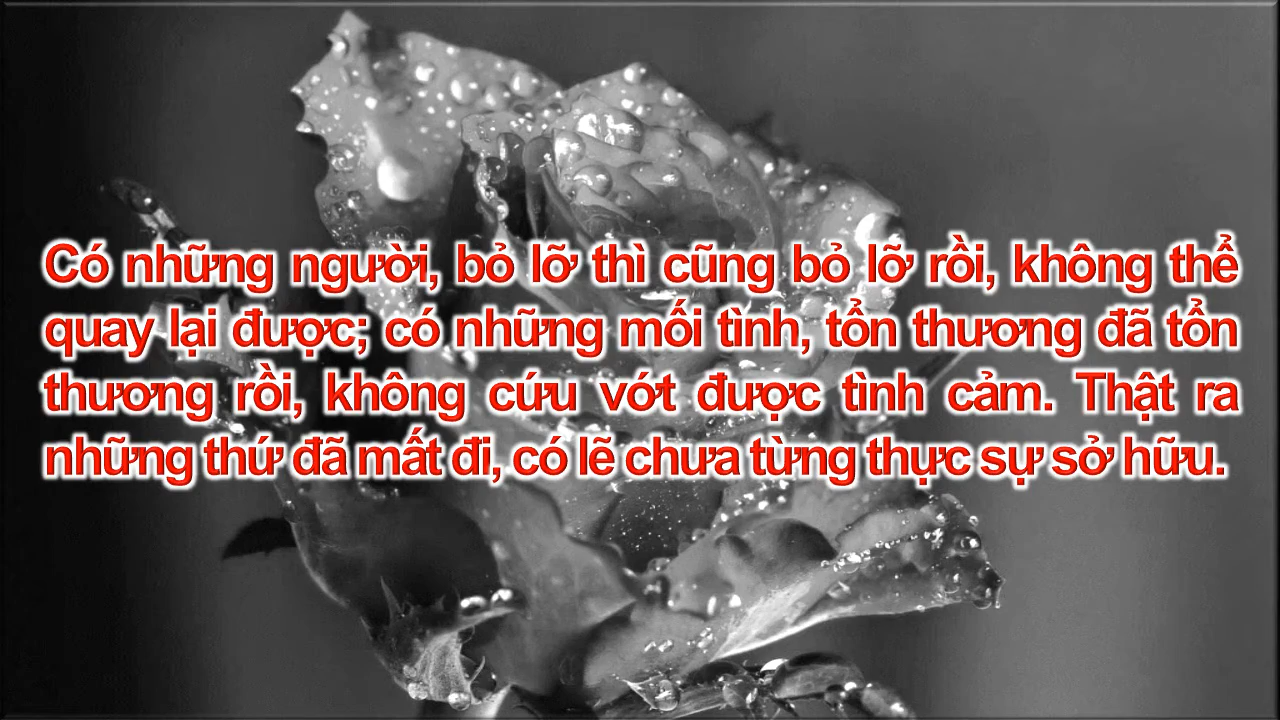 Có những người, bỏ lỡ thì cũng bỏ lỡ rồi, không thể
quay lại được; có những mối tình, tổn thương đã tổn
thương rồi, không cứu vớt được tình cảm. Thật ra
những thứ đã mất đi, có lẽ chưa từng thực sự sở hữu.